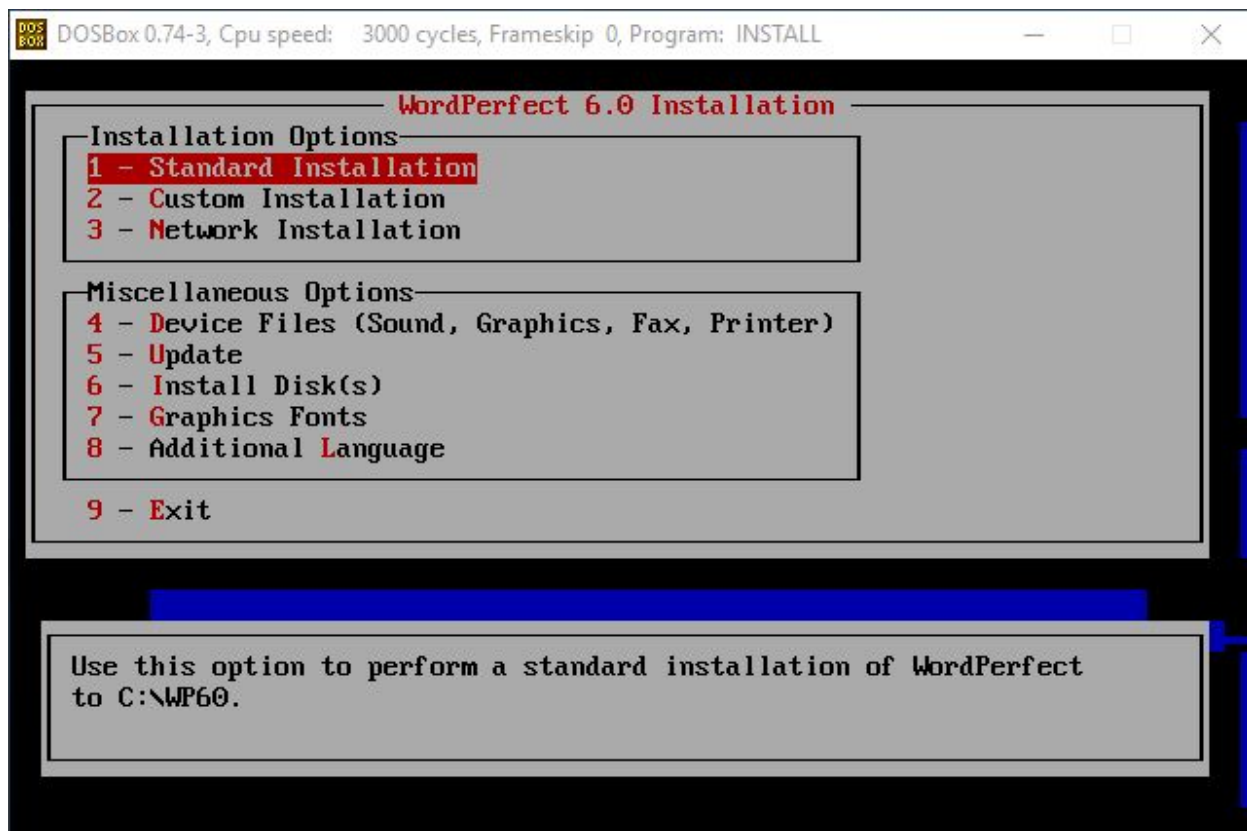 DOS BOX DOSBox 0.74-3, Cpu speed: 3000 cycles, Frameskip 0, Program: INSTALL
WordPerfect 6.0 Installation
Installation Options
1 - Standard Installation
2 - Custom Installation
3 - Network Installation
Miscellaneous Options
4 - Device Files (Sound, Graphics, Fax, Printer)
5 - Update
6 - Install Disk(s)
7 - Graphics Fonts
8 - Additional Language
9 - Exit
Use this option to perform a standard installation of WordPerfect
to C:\WP60.